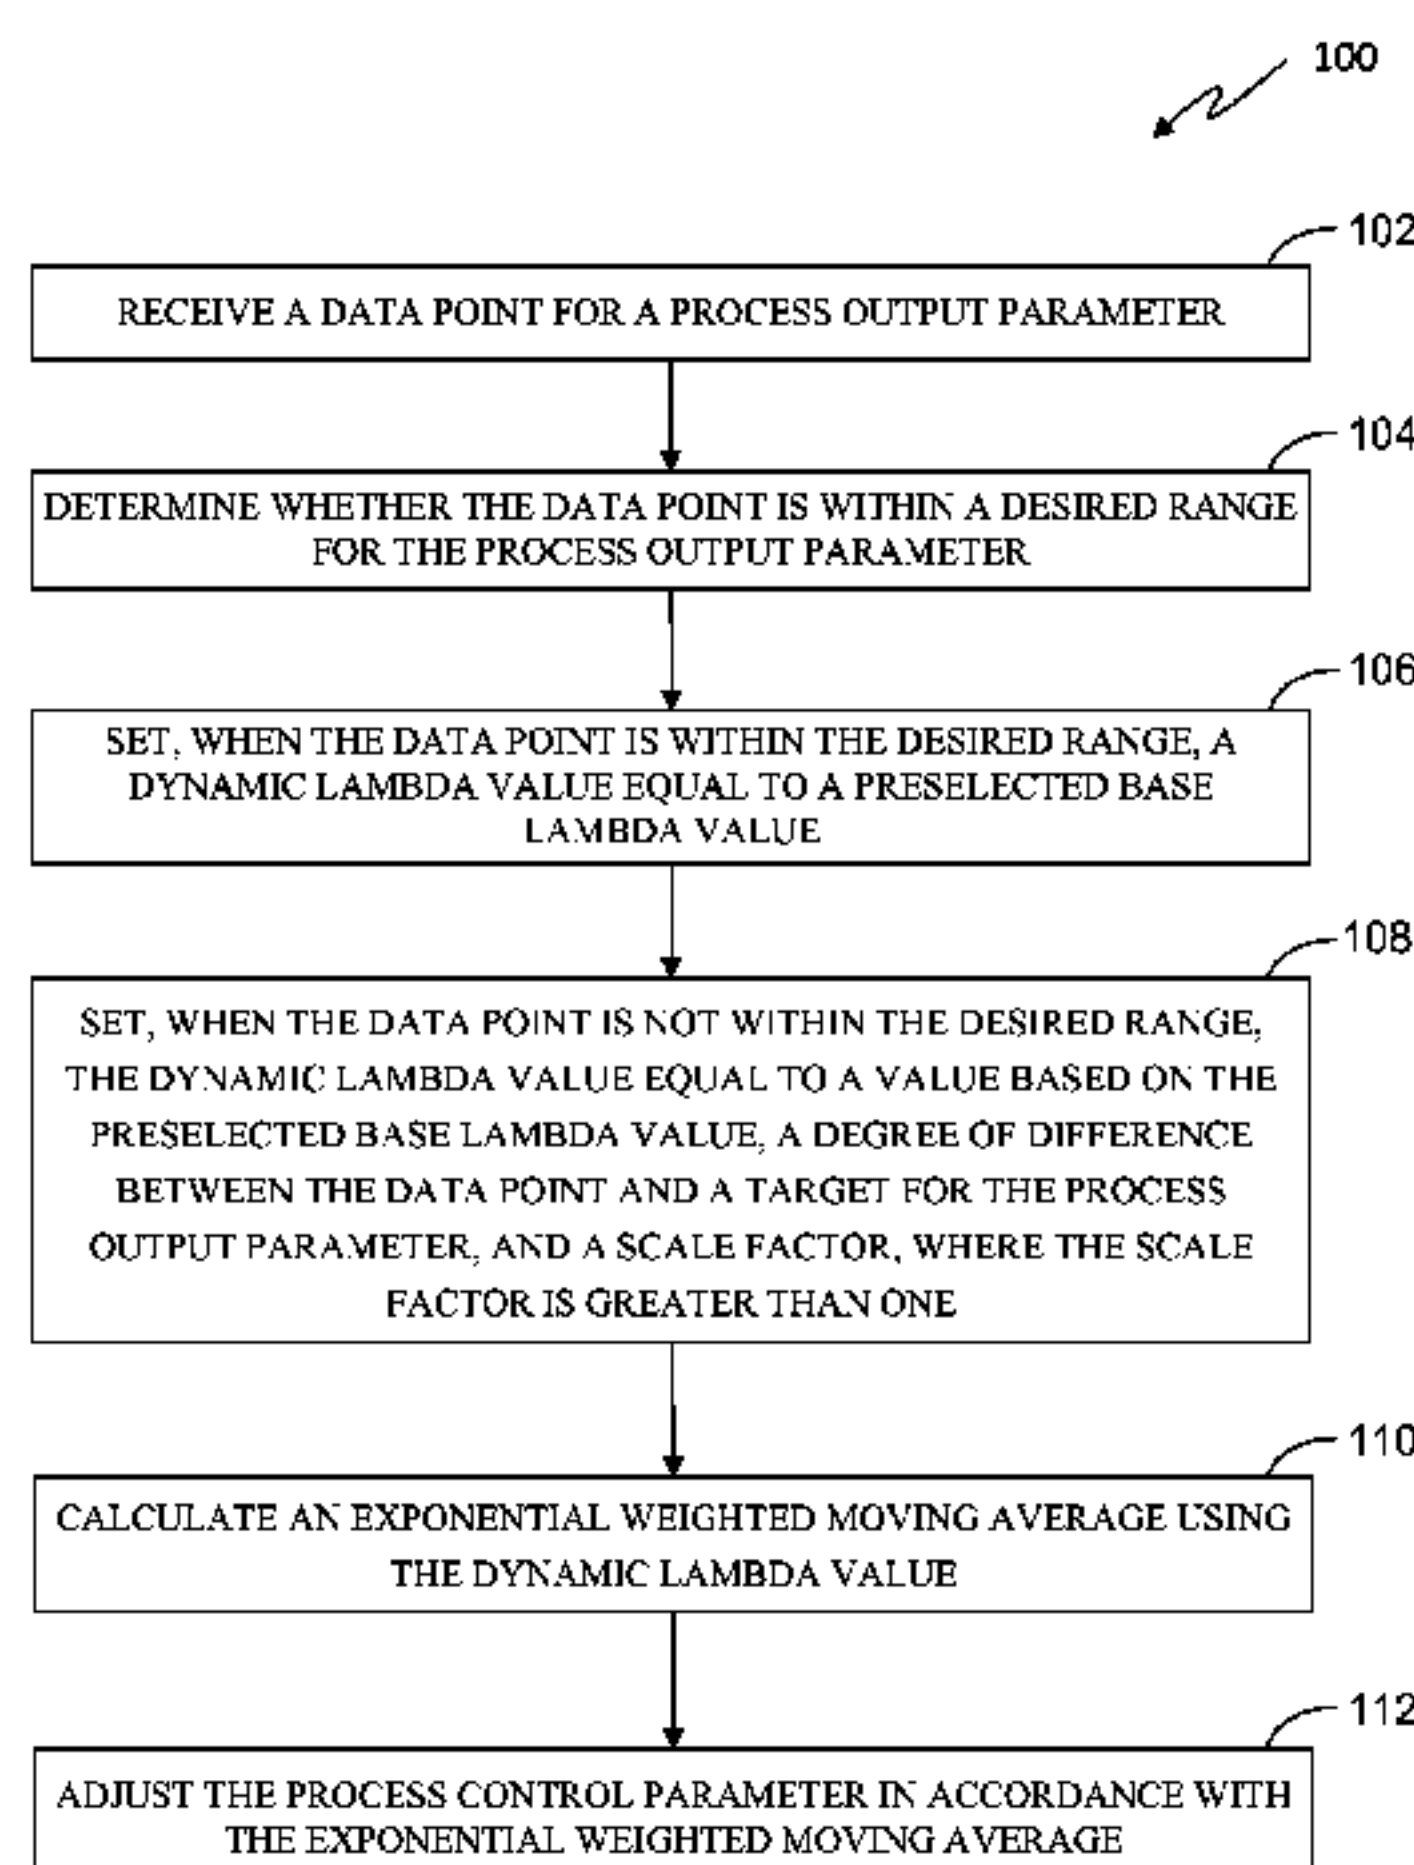 100
102
RECEIVE A DATA POINT FOR A PROCESS OUTPUT PARAMETER
104
DETERMINE WHETHER THE DATA POINT IS WITHIN A DESIRED RANGE
FOR THE PROCESS OUTPUT PARAMETER
106
SET, WHEN THE DATA POINT IS WITHIN THE DESIRED RANGE, A
DYNAMIC LAMBDA VALUE EQUAL TO A PRESELECTED BASE
LAMBDA VALUE
108
SET, WHEN THE DATA POINT IS NOT WITHIN THE DESIRED RANGE,
THE DYNAMIC LAMBDA VALUE EQUAL TO A VALUE BASED ON THE
PRESELECTED BASE LAMBDA VALUE, A DEGREE OF DIFFERENCE
BETWEEN THE DATA POINT AND A TARGET FOR THE PROCESS
OUTPUT PARAMETER, AND A SCALE FACTOR, WHERE THE SCALE
FACTOR IS GREATER THAN ONE
110
CALCULATE AN EXPONENTIAL WEIGHTED MOVING AVERAGE USING
THE DYNAMIC LAMBDA VALUE
112
ADJUST THE PROCESS CONTROL PARAMETER IN ACCORDANCE WITH
THE EXPONENTIAL WEIGHTED MOVING AVERAGE